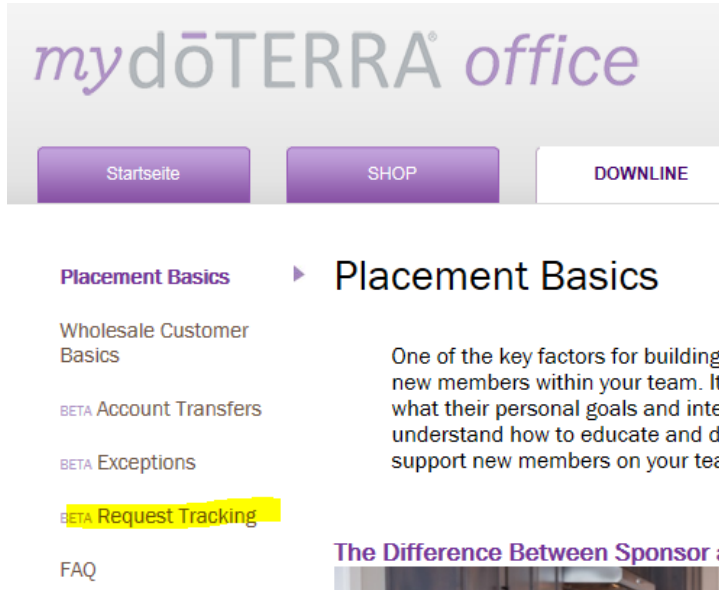 mydōTERRA® office
Startseite
SHOP
DOWNLINE
Placement Basics
Wholesale Customer
Basics
BETA Account Transfers
BETA Exceptions
BETA Request Tracking
FAQ
Placement Basics
One of the key factors for building
new members within your team. It
what their personal goals and inte
understand how to educate and d
support new members on your tea
The Difference Between Sponsor a